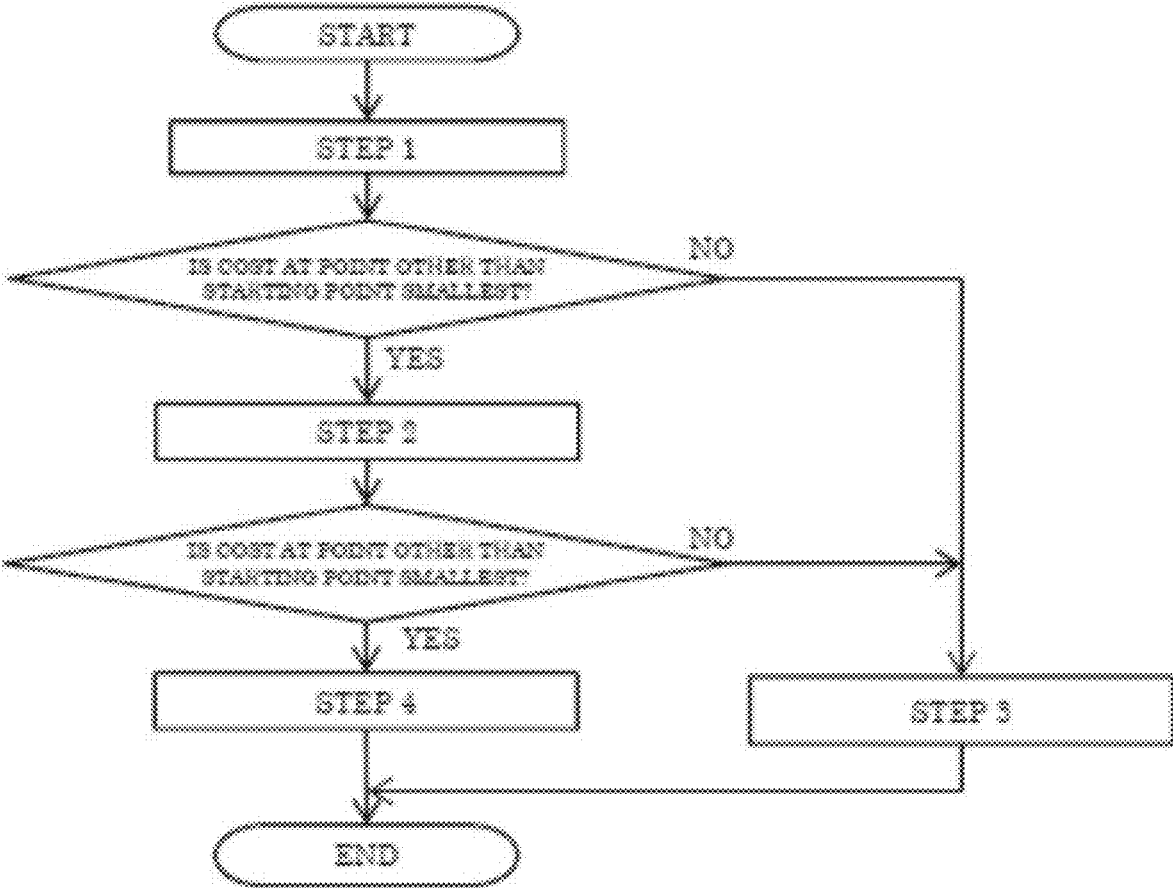 START
STEP 1
IS COST AT POINT OTHER THAN
STARTING POINT SMALLEST?
NO
YES
STEP 2
IS COST AT POINT OTHER THAN
STARTING POINT SMALLEST?
NO
YES
STEP 4
STEP 3
END